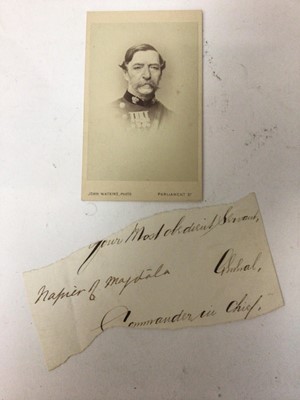 JOHN WATKINS, PHOTO. PARLIAMENT ST
your Most obedient Servant,
Napier of Magdala General,
Commander in Chief.